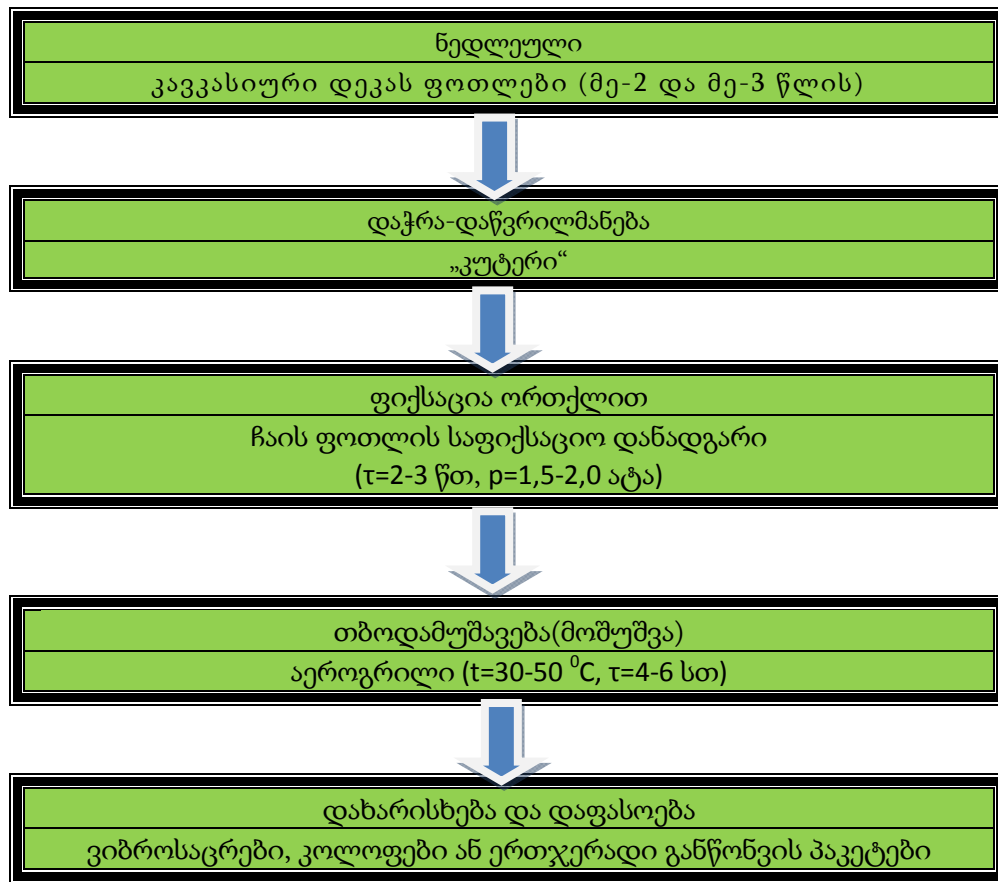 ნედლეული
კავკასიური დეკას ფოთლები (მე-2 და მე-3 წლის)
დაჭრა-დაწვრილმანება
„კუტერი“
ფიქსაცია ორთქლით
ჩაის ფოთლის საფიქსაციო დანადგარი
(τ=2-3 წთ, p=1,5-2,0 ატა)
თბოდამუშავება(მოშუშვა)
აეროგრილი (t=30-50 ⁰C, τ=4-6 სთ)
დახარისხება და დაფასოება
ვიბროსაცრები, კოლოფები ან ერთჯერადი განწონვის პაკეტები